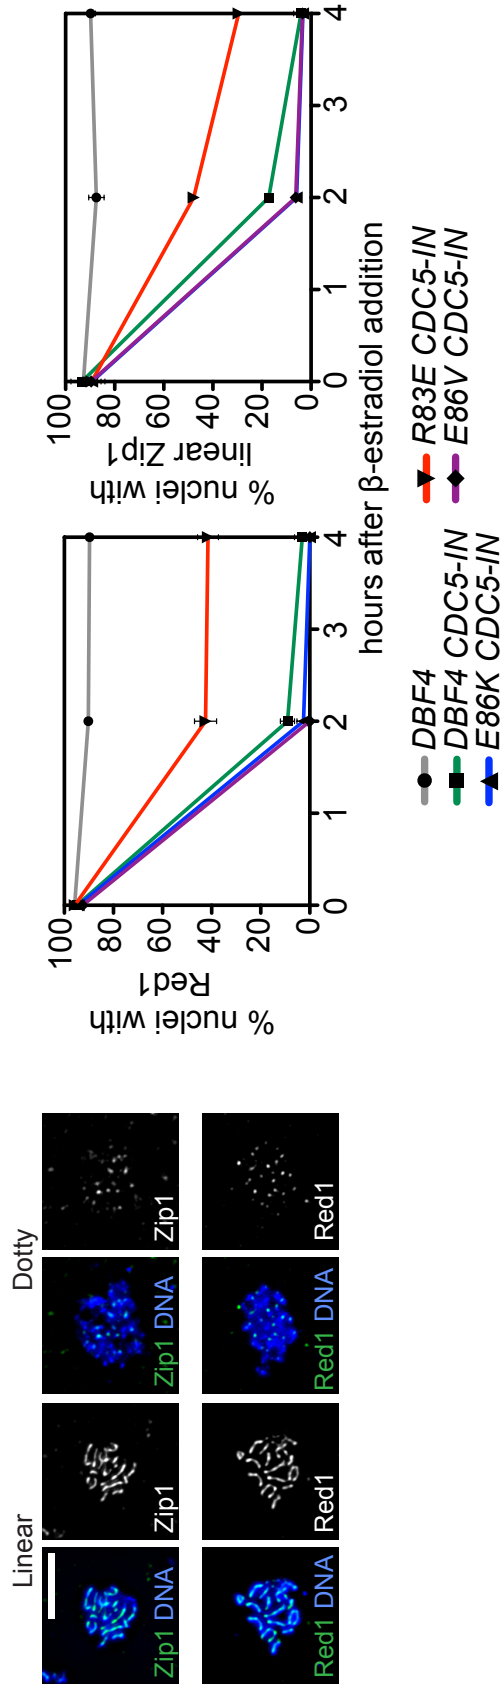 Linear
Dotty
Zip1 DNA
Zip1
Zip1 DNA
Zip1
Red1 DNA
Red1
Red1 DNA
Red1
% nuclei with
Red1
100
80
60
40
20
0
0 1 2 3 4
% nuclei with
linear Zip1
100
80
60
40
20
0
0 1 2 3 4
hours after β-estradiol addition
DBF4
DBF4 CDC5-IN
E86K CDC5-IN
R83E CDC5-IN
E86V CDC5-IN